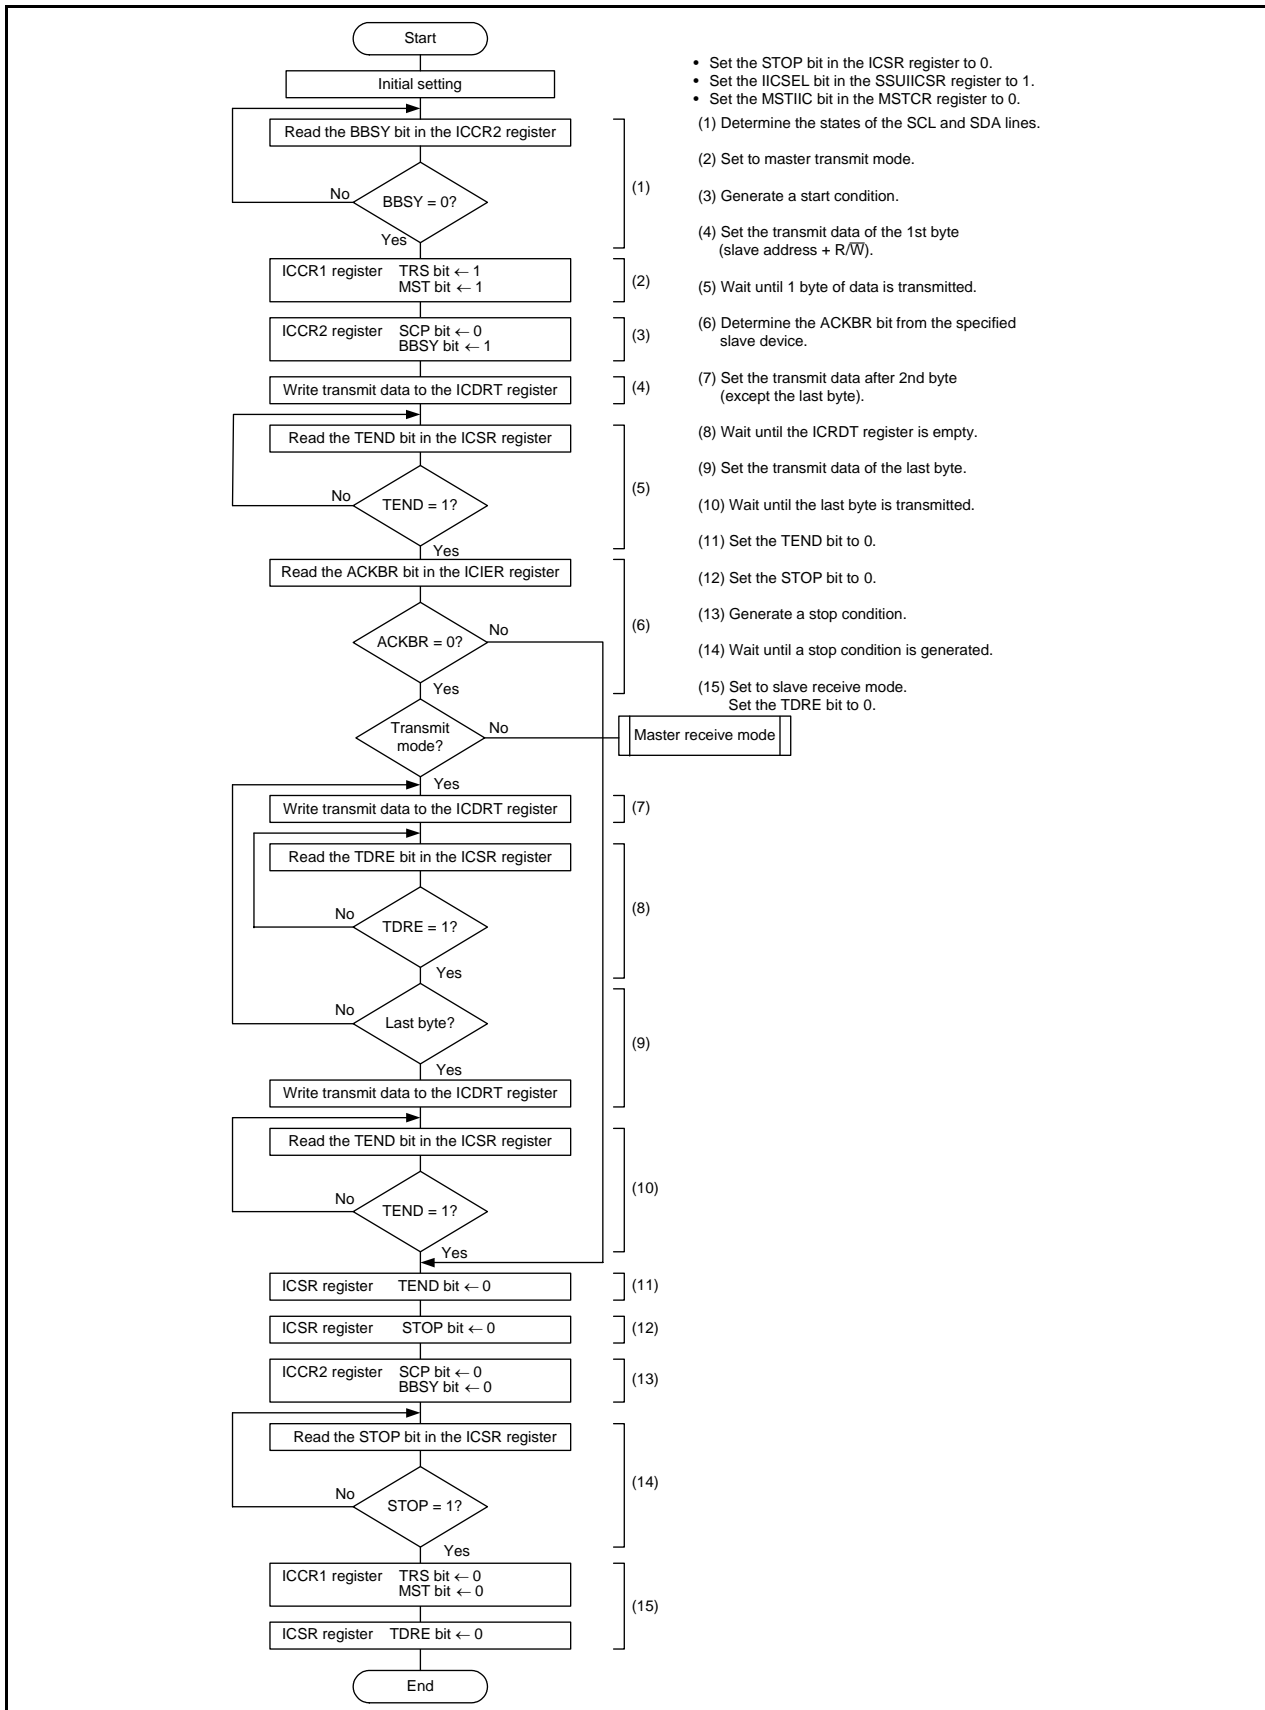 Start
Initial setting
• Set the STOP bit in the ICSR register to 0.
• Set the IICSEL bit in the SSUIICSR register to 1.
• Set the MSTIIC bit in the MSTCR register to 0.
Read the BBSY bit in the ICCR2 register
BBSY = 0?
No
Yes
(1)
ICCR1 register TRS bit ← 1
MST bit ← 1
(2)
ICCR2 register SCP bit ← 0
BBSY bit ← 1
(3)
Write transmit data to the ICDRT register
(4)
Read the TEND bit in the ICSR register
TEND = 1?
No
Yes
(5)
Read the ACKBR bit in the ICIER register
ACKBR = 0?
No
Yes
(6)
Transmit
mode?
No
Yes
Master receive mode
Write transmit data to the ICDRT register
(7)
Read the TDRE bit in the ICSR register
TDRE = 1?
No
Yes
(8)
Last byte?
No
Yes
(9)
Write transmit data to the ICDRT register
Read the TEND bit in the ICSR register
TEND = 1?
No
Yes
(10)
ICSR register TEND bit ← 0
(11)
ICSR register STOP bit ← 0
(12)
ICCR2 register SCP bit ← 0
BBSY bit ← 0
(13)
Read the STOP bit in the ICSR register
STOP = 1?
No
Yes
(14)
ICCR1 register TRS bit ← 0
MST bit ← 0
(15)
ICSR register TDRE bit ← 0
End
(1) Determine the states of the SCL and SDA lines.
(2) Set to master transmit mode.
(3) Generate a start condition.
(4) Set the transmit data of the 1st byte
(slave address + R/W̅).
(5) Wait until 1 byte of data is transmitted.
(6) Determine the ACKBR bit from the specified
slave device.
(7) Set the transmit data after 2nd byte
(except the last byte).
(8) Wait until the ICRDT register is empty.
(9) Set the transmit data of the last byte.
(10) Wait until the last byte is transmitted.
(11) Set the TEND bit to 0.
(12) Set the STOP bit to 0.
(13) Generate a stop condition.
(14) Wait until a stop condition is generated.
(15) Set to slave receive mode.
Set the TDRE bit to 0.